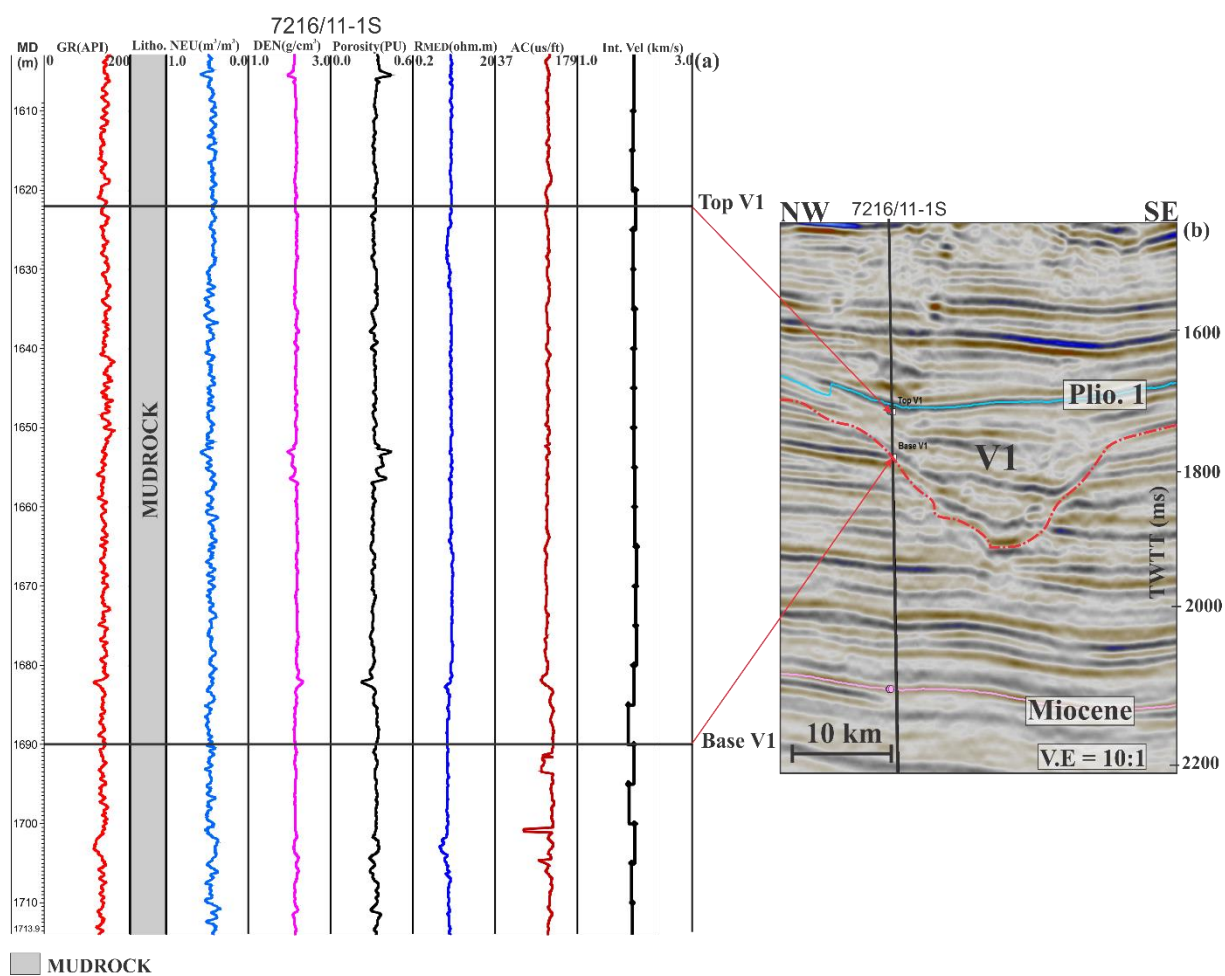 7216/11-1S
MD (m) GR(API) Litho. NEU(m³/m³) DEN(g/cm³) Porosity(PU) RMED(ohm.m) AC(us/ft) Int. Vel (km/s)
0 200 1.0 0.0 1.0 3.0 0.0 0.6 0.2 20 37 179 1.0 3.0 (a)
1610
1620
Top V1
1630
1640
1650
1660
1670
1680
1690
Base V1
1700
1710
1713.9
MUDROCK
MUDROCK
NW 7216/11-1S SE (b)
1600
Plio. 1
Top V1
Base V1
V1
1800
TWTT (ms)
2000
Miocene
10 km
V.E = 10:1
2200